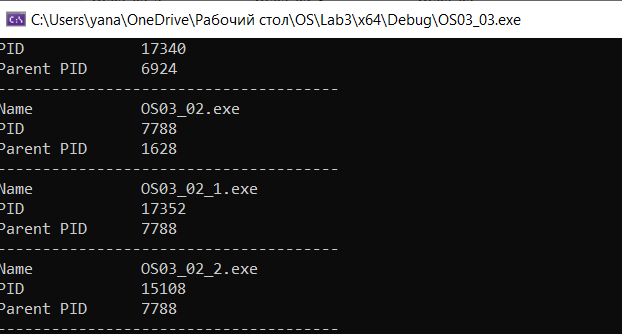 C:\Users\yana\OneDrive\Рабочий стол\OS\Lab3\x64\Debug\OS03_03.exe
PID 17340
Parent PID 6924
--------------------------------------
Name OS03_02.exe
PID 7788
Parent PID 1628
--------------------------------------
Name OS03_02_1.exe
PID 17352
Parent PID 7788
--------------------------------------
Name OS03_02_2.exe
PID 15108
Parent PID 7788
--------------------------------------